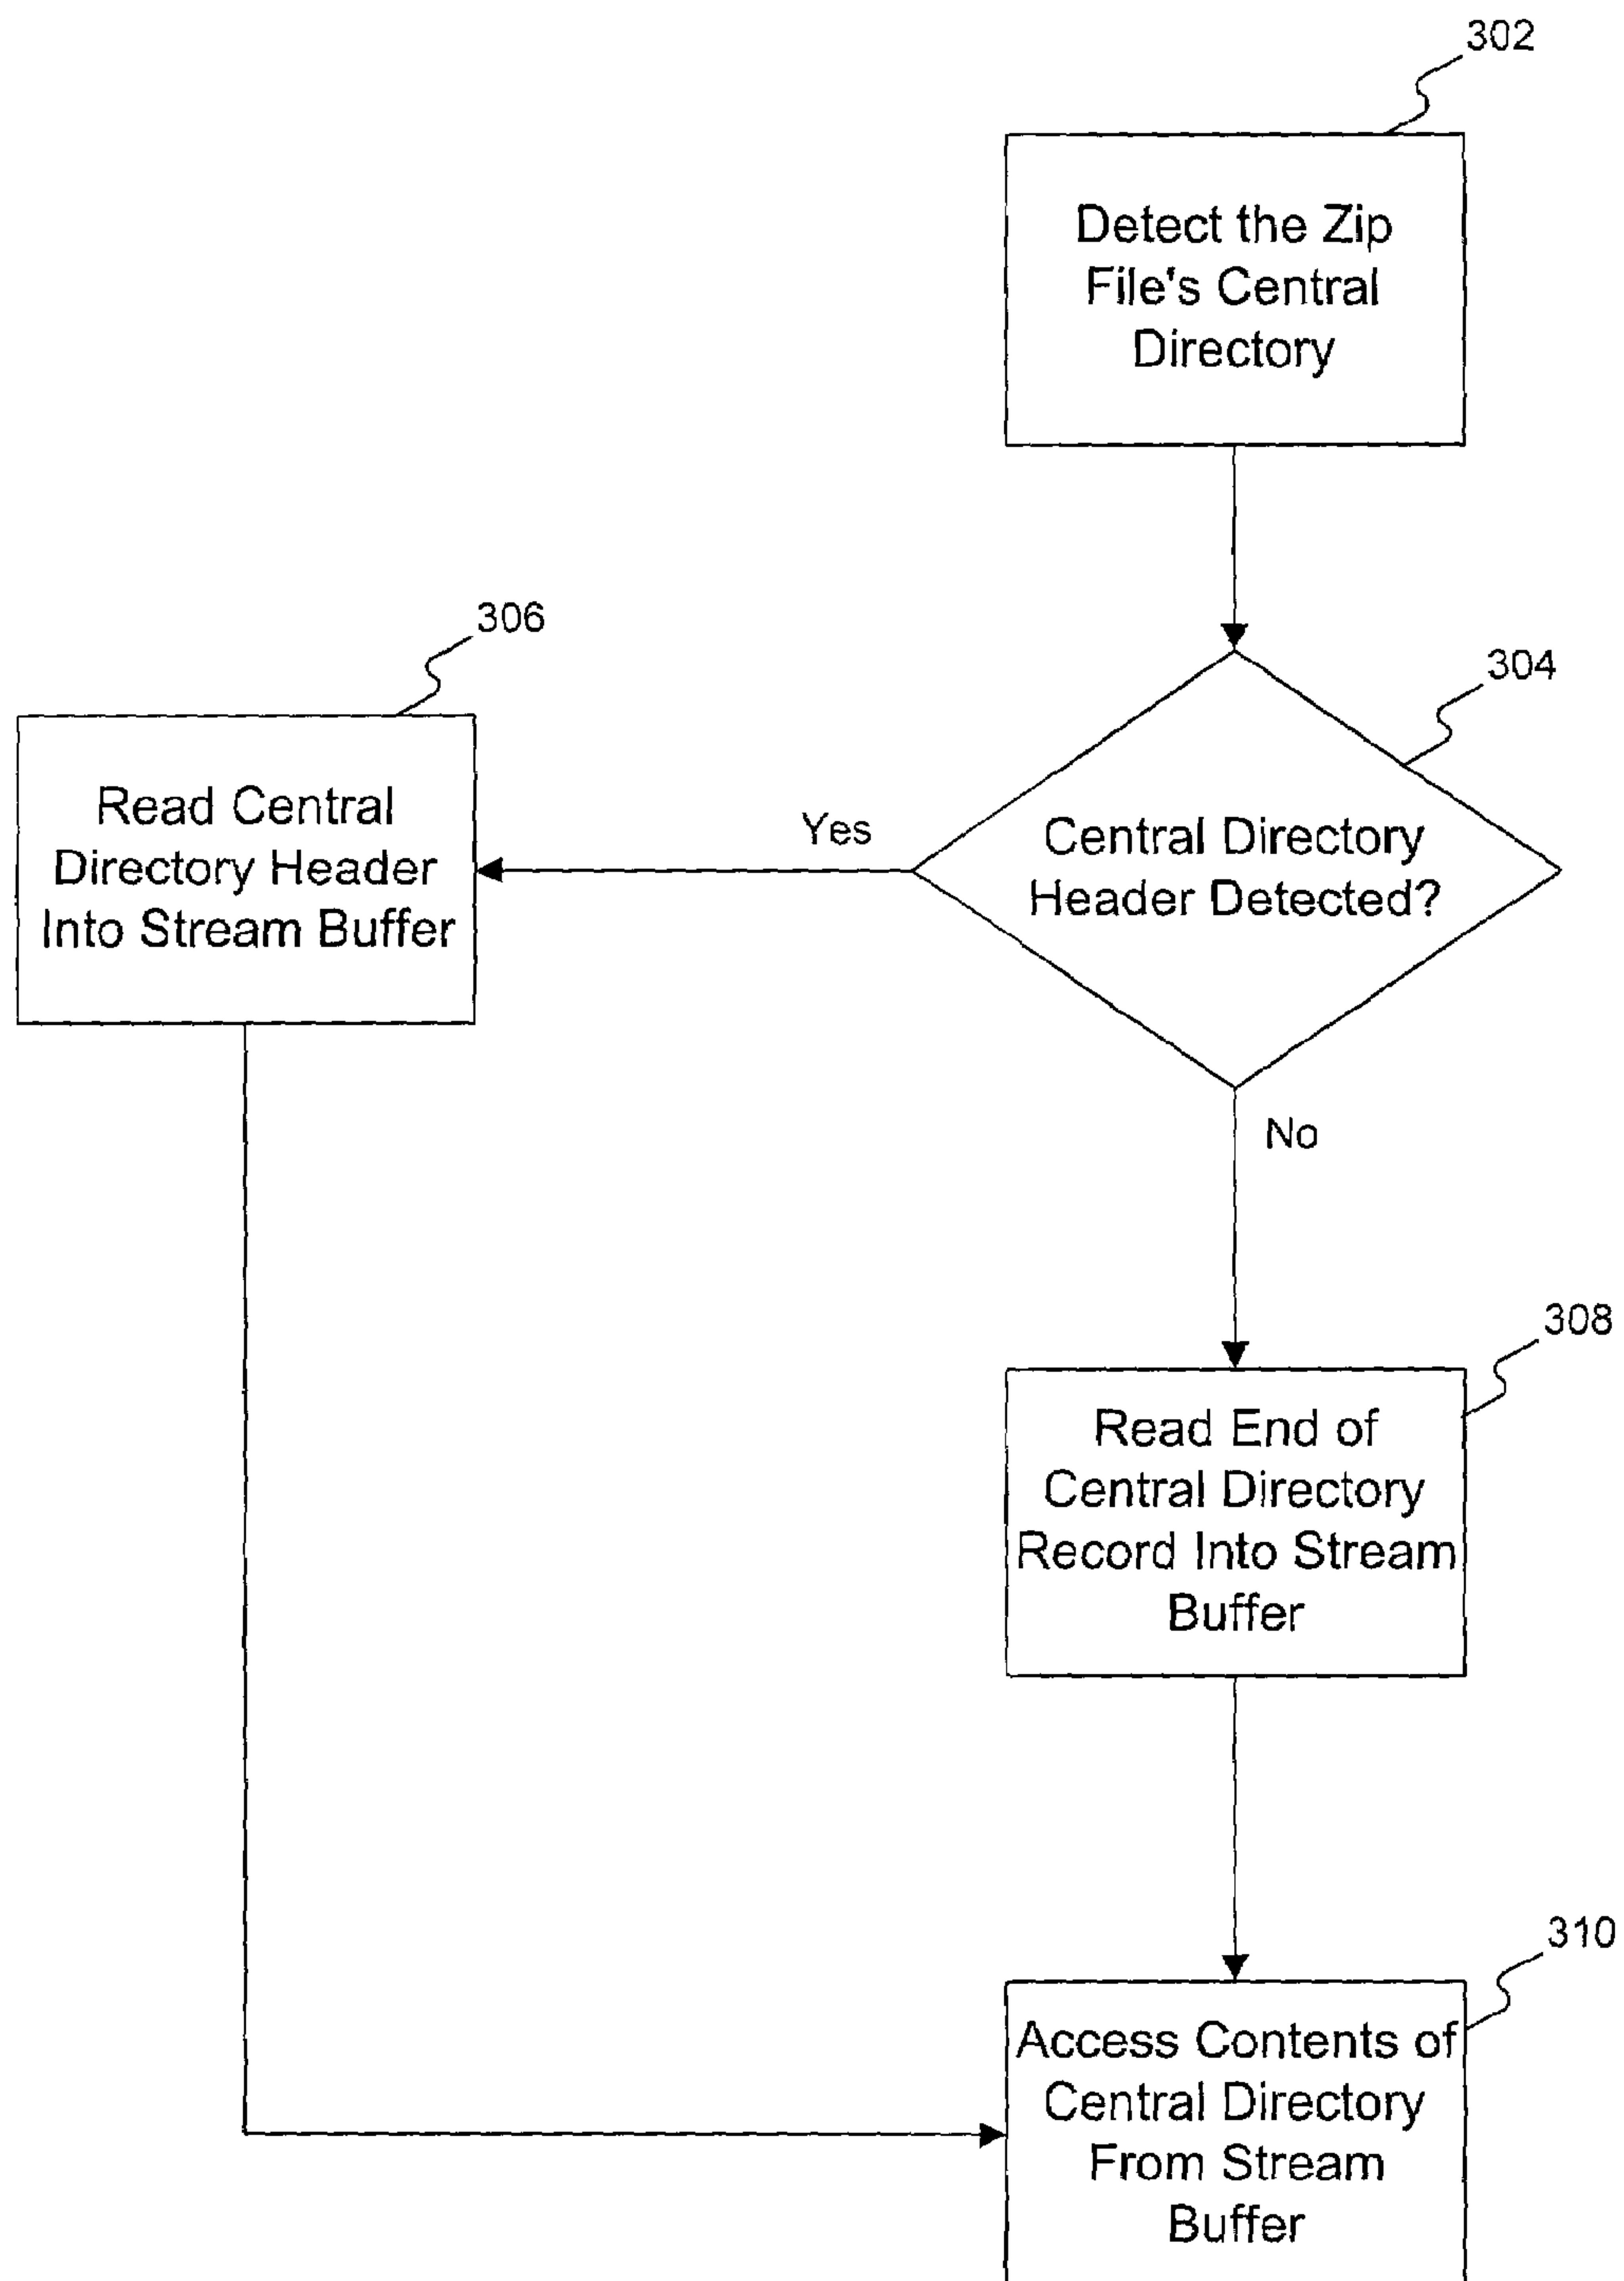 302
Detect the Zip
File's Central
Directory
306
304
Read Central
Directory Header
Into Stream Buffer
Yes
Central Directory
Header Detected?
No
308
Read End of
Central Directory
Record Into Stream
Buffer
310
Access Contents of
Central Directory
From Stream
Buffer